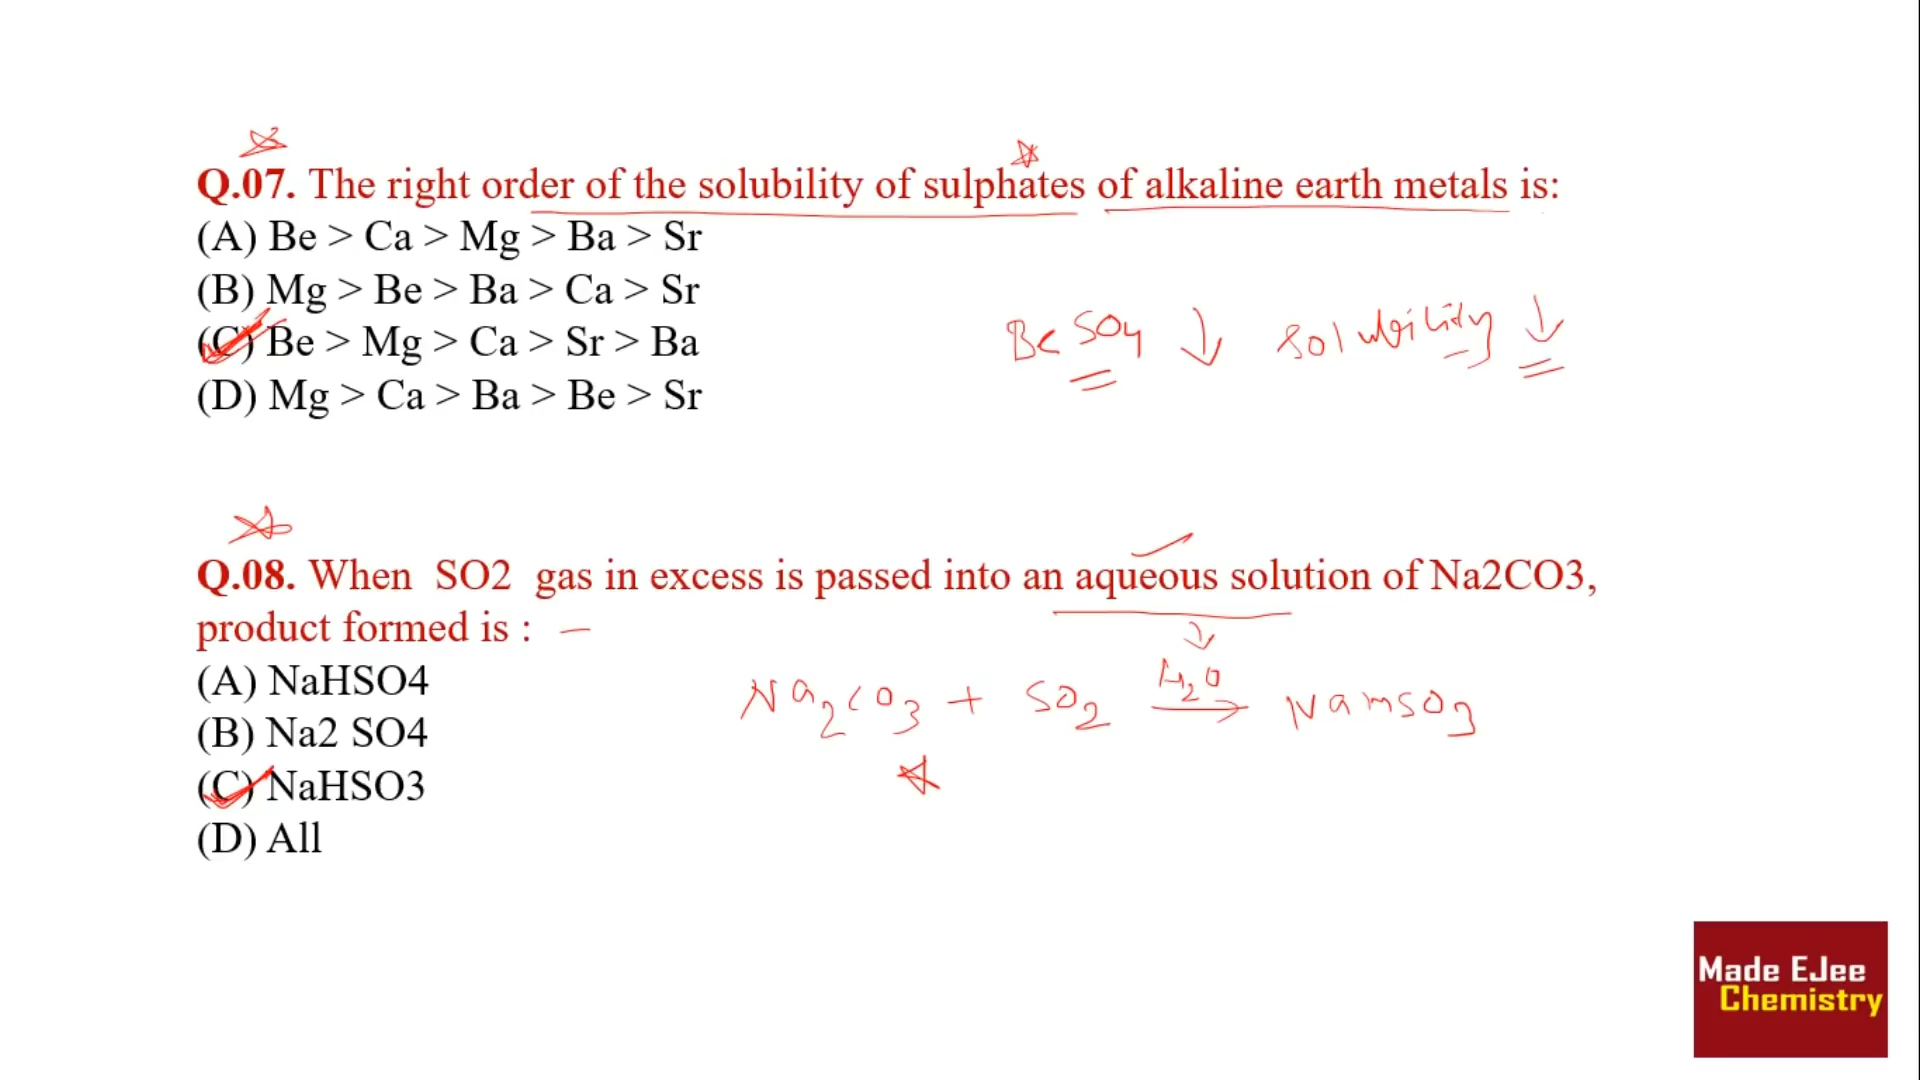 Q.07. The right order of the solubility of sulphates of alkaline earth metals is:
(A) Be > Ca > Mg > Ba > Sr
(B) Mg > Be > Ba > Ca > Sr
(C) Be > Mg > Ca > Sr > Ba
(D) Mg > Ca > Ba > Be > Sr
BeSO4 ↓ Solubility ↓
Q.08. When SO2 gas in excess is passed into an aqueous solution of Na2CO3,
product formed is :
(A) NaHSO4
(B) Na2 SO4
(C) NaHSO3
(D) All
↓
H2O
Na2CO3 + SO2 → NaHSO3
Made EJee
Chemistry